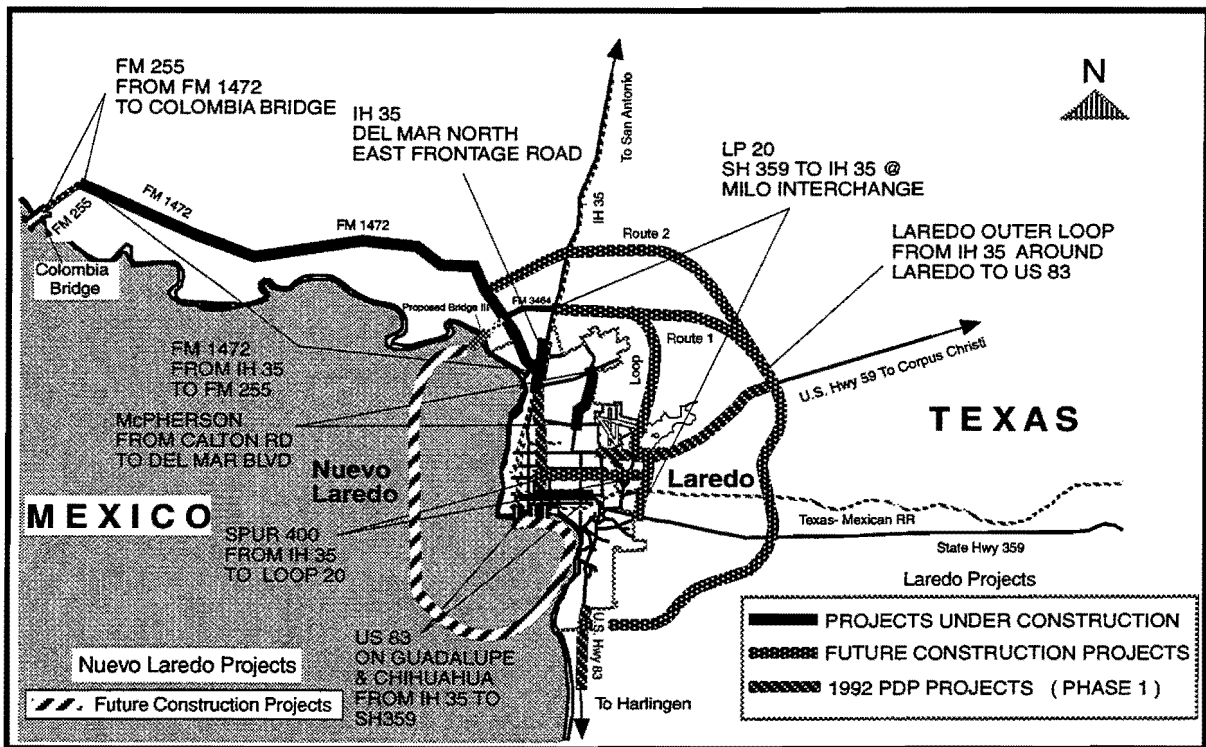 FM 255
FROM FM 1472
TO COLOMBIA BRIDGE
IH 35
DEL MAR NORTH
EAST FRONTAGE ROAD
To San Antonio
IH 35
N
LP 20
SH 359 TO IH 35 @
MILO INTERCHANGE
LAREDO OUTER LOOP
FROM IH 35 AROUND
LAREDO TO US 83
FM 1472
FM 1472
FM 255
Colombia
Bridge
Route 2
Proposed Bridge III
FM 3464
Route 1
Loop
U.S. Hwy 59 To Corpus Christi
FM 1472
FROM IH 35
TO FM 255
McPHERSON
FROM CALTON RD
TO DEL MAR BLVD
TEXAS
Nuevo
Laredo
Laredo
MEXICO
SPUR 400
FROM IH 35
TO LOOP 20
Texas- Mexican RR
State Hwy 359
US 83
ON GUADALUPE
& CHIHUAHUA
FROM IH 35 TO
SH359
U.S. Hwy 83
To Harlingen
Nuevo Laredo Projects
Future Construction Projects
Laredo Projects
PROJECTS UNDER CONSTRUCTION
FUTURE CONSTRUCTION PROJECTS
1992 PDP PROJECTS ( PHASE 1 )